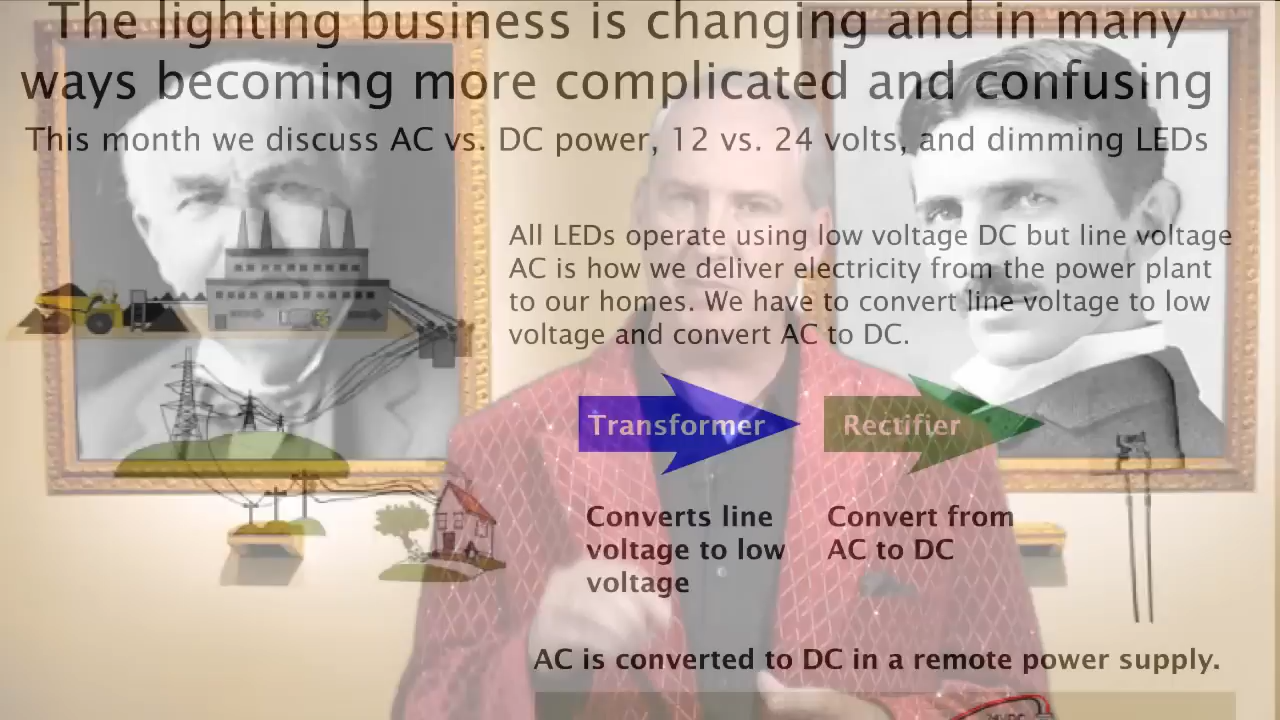 The lighting business is changing and in many
ways becoming more complicated and confusing
This month we discuss AC vs. DC power, 12 vs. 24 volts, and dimming LEDs
All LEDs operate using low voltage DC but line voltage
AC is how we deliver electricity from the power plant
to our homes. We have to convert line voltage to low
voltage and convert AC to DC.
Transformer
Rectifier
Converts line
voltage to low
voltage
Convert from
AC to DC
AC is converted to DC in a remote power supply.